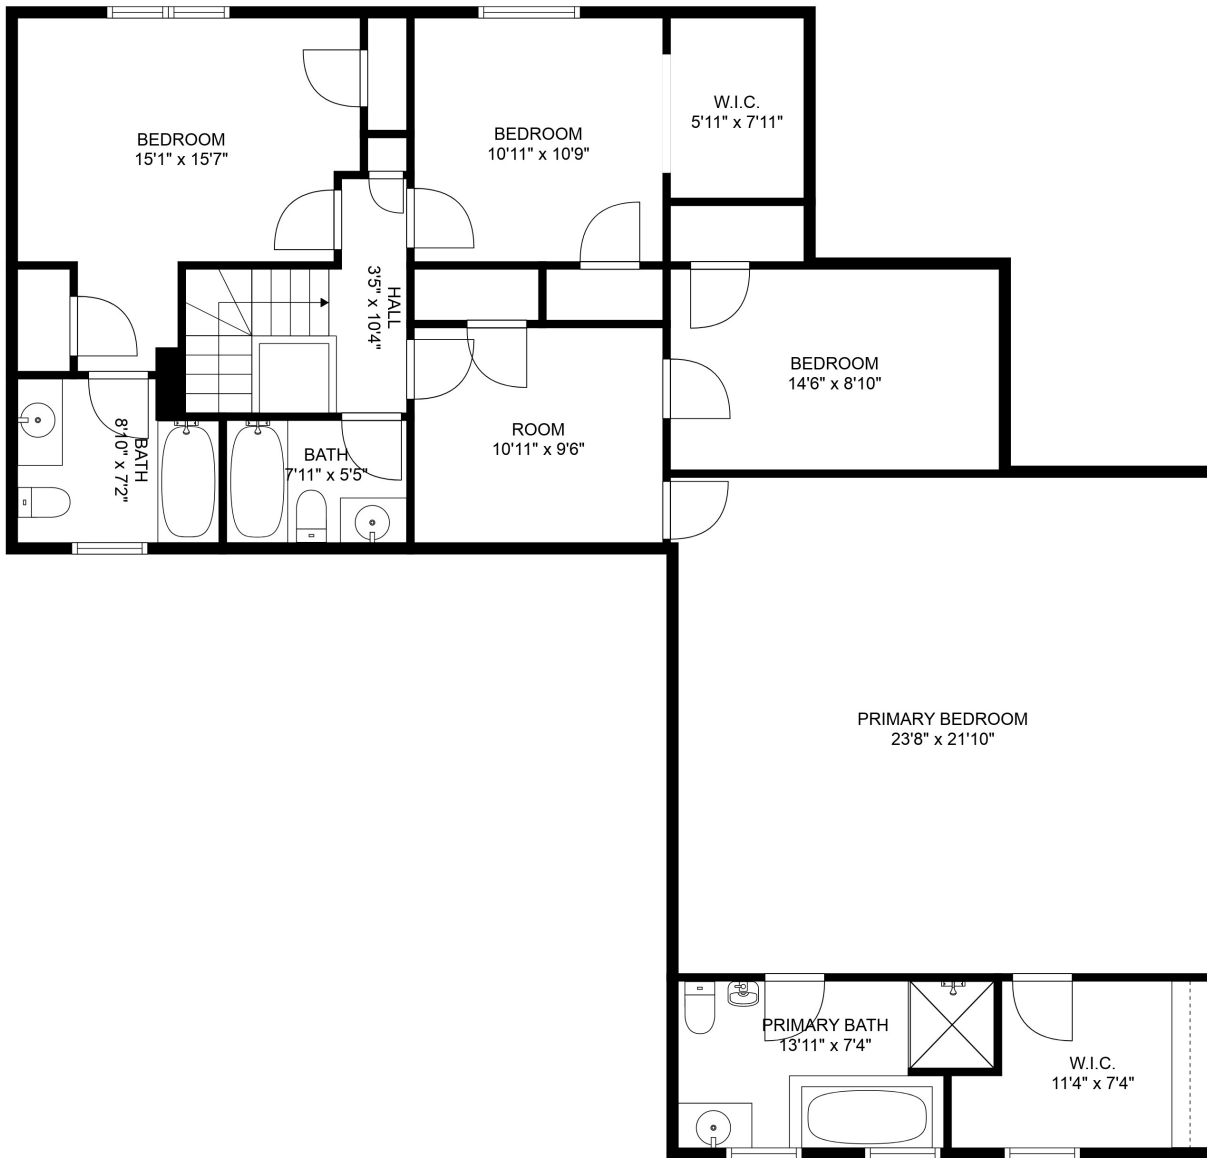 BEDROOM
15'1" x 15'7"
BEDROOM
10'11" x 10'9"
W.I.C.
5'11" x 7'11"
HALL
3'5" x 10'4"
BEDROOM
14'6" x 8'10"
ROOM
10'11" x 9'6"
BATH
8'10" x 7'2"
BATH
7'11" x 5'5"
PRIMARY BEDROOM
23'8" x 21'10"
PRIMARY BATH
13'11" x 7'4"
W.I.C.
11'4" x 7'4"